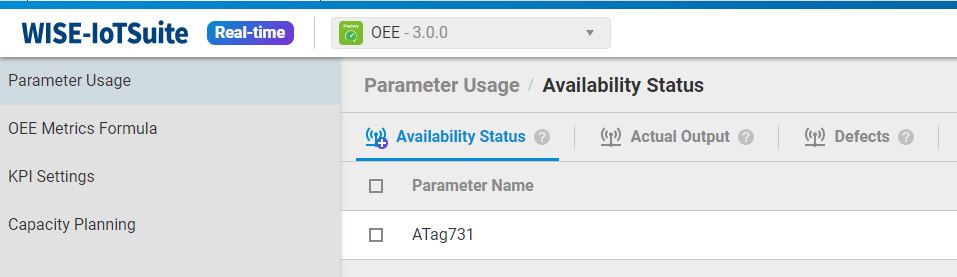 WISE-IoTSuite Real-time iFactory OEE - 3.0.0
Parameter Usage
OEE Metrics Formula
KPI Settings
Capacity Planning
Parameter Usage / Availability Status
Availability Status ? Actual Output ? Defects ?
Parameter Name
ATag731